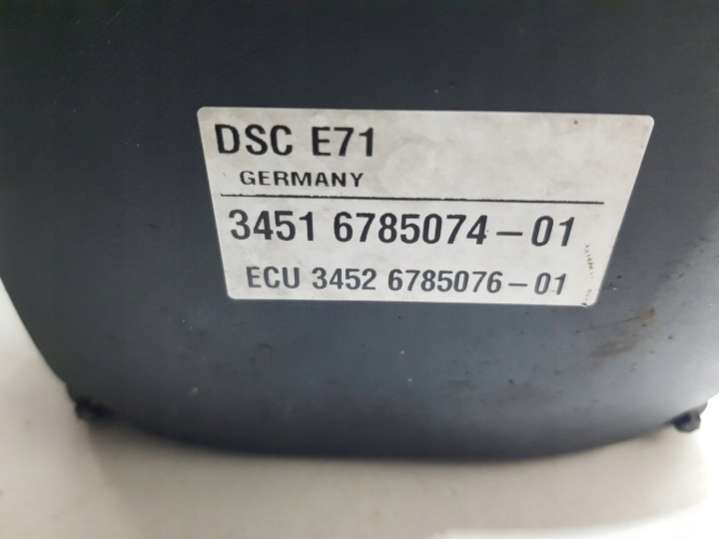 DSC E71
GERMANY
3451 6785074-01
ECU 3452 6785076-01